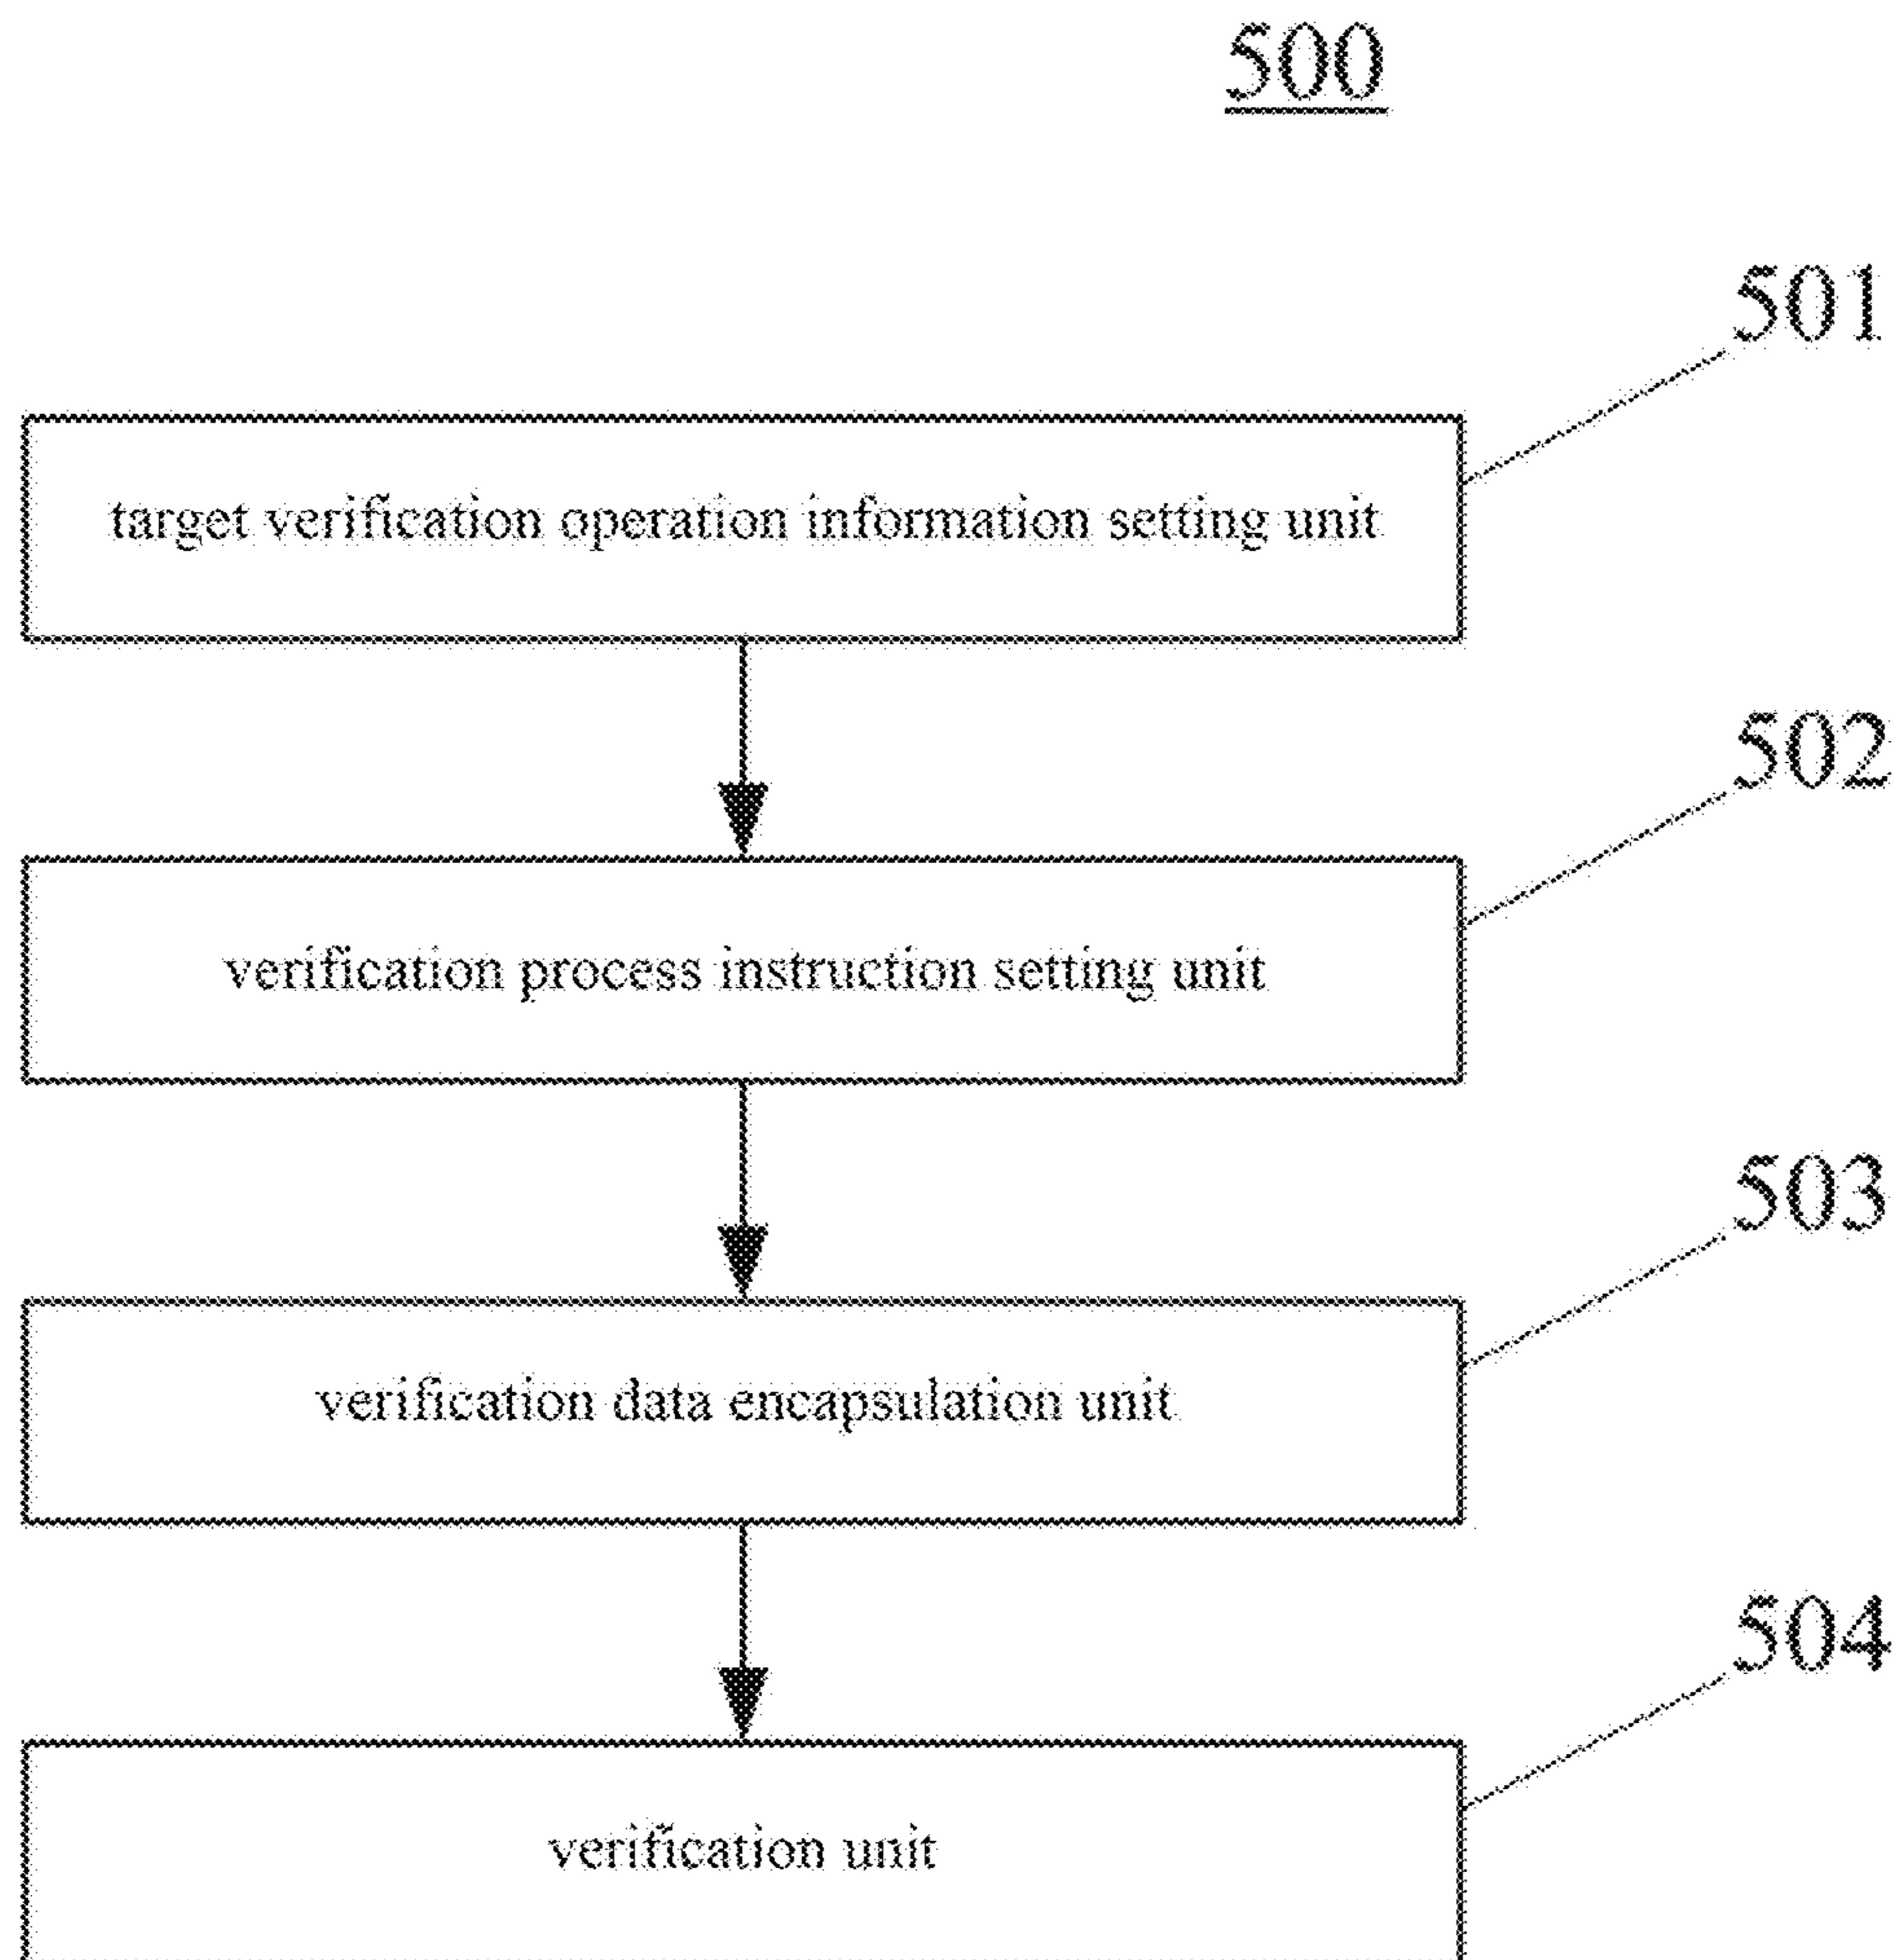 500
501
target verification operation information setting unit
502
verification process instruction setting unit
503
verification data encapsulation unit
504
verification unit